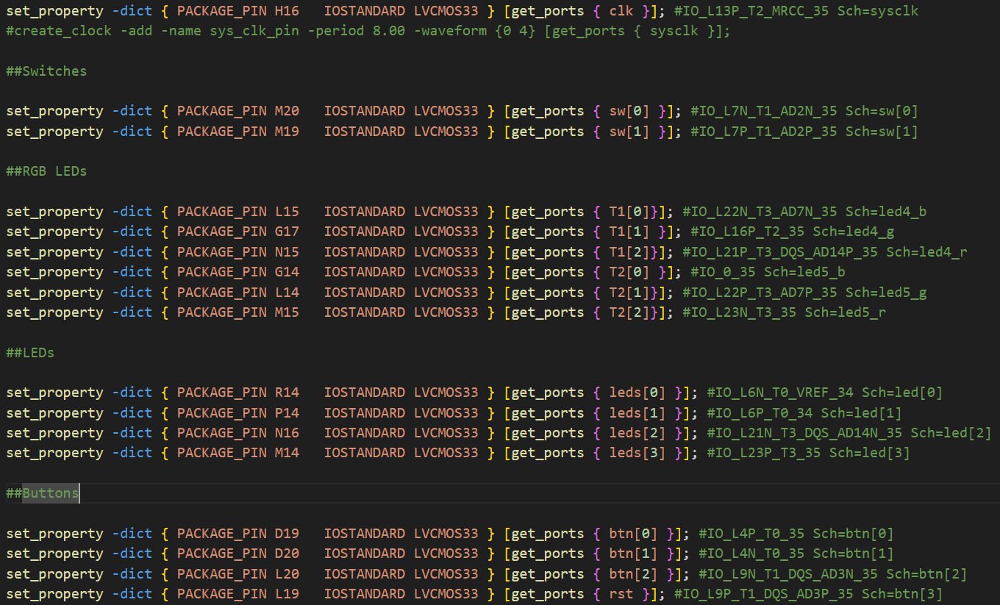 set_property -dict { PACKAGE_PIN H16   IOSTANDARD LVCMOS33 } [get_ports { clk }]; #IO_L13P_T2_MRCC_35 Sch=sysclk
#create_clock -add -name sys_clk_pin -period 8.00 -waveform {0 4} [get_ports { sysclk }];
##Switches
set_property -dict { PACKAGE_PIN M20   IOSTANDARD LVCMOS33 } [get_ports { sw[0] }]; #IO_L7N_T1_AD2N_35 Sch=sw[0]
set_property -dict { PACKAGE_PIN M19   IOSTANDARD LVCMOS33 } [get_ports { sw[1] }]; #IO_L7P_T1_AD2P_35 Sch=sw[1]
##RGB LEDs
set_property -dict { PACKAGE_PIN L15   IOSTANDARD LVCMOS33 } [get_ports { T1[0]}]; #IO_L22N_T3_AD7N_35 Sch=led4_b
set_property -dict { PACKAGE_PIN G17   IOSTANDARD LVCMOS33 } [get_ports { T1[1] }]; #IO_L16P_T2_35 Sch=led4_g
set_property -dict { PACKAGE_PIN N15   IOSTANDARD LVCMOS33 } [get_ports { T1[2]}]; #IO_L21P_T3_DQS_AD14P_35 Sch=led4_r
set_property -dict { PACKAGE_PIN G14   IOSTANDARD LVCMOS33 } [get_ports { T2[0] }]; #IO_0_35 Sch=led5_b
set_property -dict { PACKAGE_PIN L14   IOSTANDARD LVCMOS33 } [get_ports { T2[1]}]; #IO_L22P_T3_AD7P_35 Sch=led5_g
set_property -dict { PACKAGE_PIN M15   IOSTANDARD LVCMOS33 } [get_ports { T2[2]}]; #IO_L23N_T3_35 Sch=led5_r
##LEDs
set_property -dict { PACKAGE_PIN R14   IOSTANDARD LVCMOS33 } [get_ports { leds[0] }]; #IO_L6N_T0_VREF_34 Sch=led[0]
set_property -dict { PACKAGE_PIN P14   IOSTANDARD LVCMOS33 } [get_ports { leds[1] }]; #IO_L6P_T0_34 Sch=led[1]
set_property -dict { PACKAGE_PIN N16   IOSTANDARD LVCMOS33 } [get_ports { leds[2] }]; #IO_L21N_T3_DQS_AD14N_35 Sch=led[2]
set_property -dict { PACKAGE_PIN M14   IOSTANDARD LVCMOS33 } [get_ports { leds[3] }]; #IO_L23P_T3_35 Sch=led[3]
##Buttons
set_property -dict { PACKAGE_PIN D19   IOSTANDARD LVCMOS33 } [get_ports { btn[0] }]; #IO_L4P_T0_35 Sch=btn[0]
set_property -dict { PACKAGE_PIN D20   IOSTANDARD LVCMOS33 } [get_ports { btn[1] }]; #IO_L4N_T0_35 Sch=btn[1]
set_property -dict { PACKAGE_PIN L20   IOSTANDARD LVCMOS33 } [get_ports { btn[2] }]; #IO_L9N_T1_DQS_AD3N_35 Sch=btn[2]
set_property -dict { PACKAGE_PIN L19   IOSTANDARD LVCMOS33 } [get_ports { rst }]; #IO_L9P_T1_DQS_AD3P_35 Sch=btn[3]